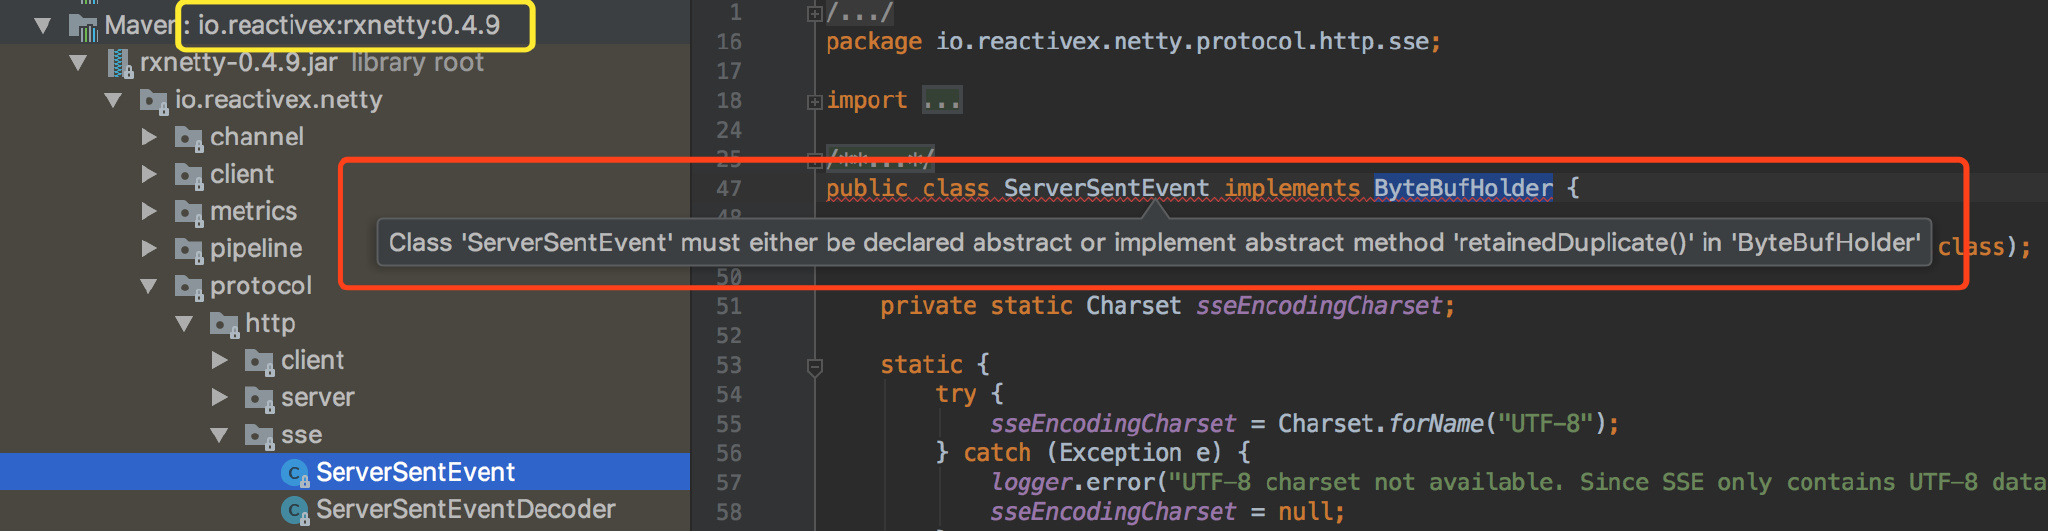 Maven: io.reactivex:rxnetty:0.4.9
rxnetty-0.4.9.jar library root
io.reactivex.netty
channel
client
metrics
pipeline
protocol
http
client
server
sse
ServerSentEvent
ServerSentEventDecoder
1 /.../
16 package io.reactivex.netty.protocol.http.sse;
17
18 import ...
24
25 /**...*/
47 public class ServerSentEvent implements ByteBufHolder {
48
Class 'ServerSentEvent' must either be declared abstract or implement abstract method 'retainedDuplicate()' in 'ByteBufHolder'
class);
50
51 private static Charset sseEncodingCharset;
52
53 static {
54 try {
55 sseEncodingCharset = Charset.forName("UTF-8");
56 } catch (Exception e) {
57 logger.error("UTF-8 charset not available. Since SSE only contains UTF-8 data
58 sseEncodingCharset = null;